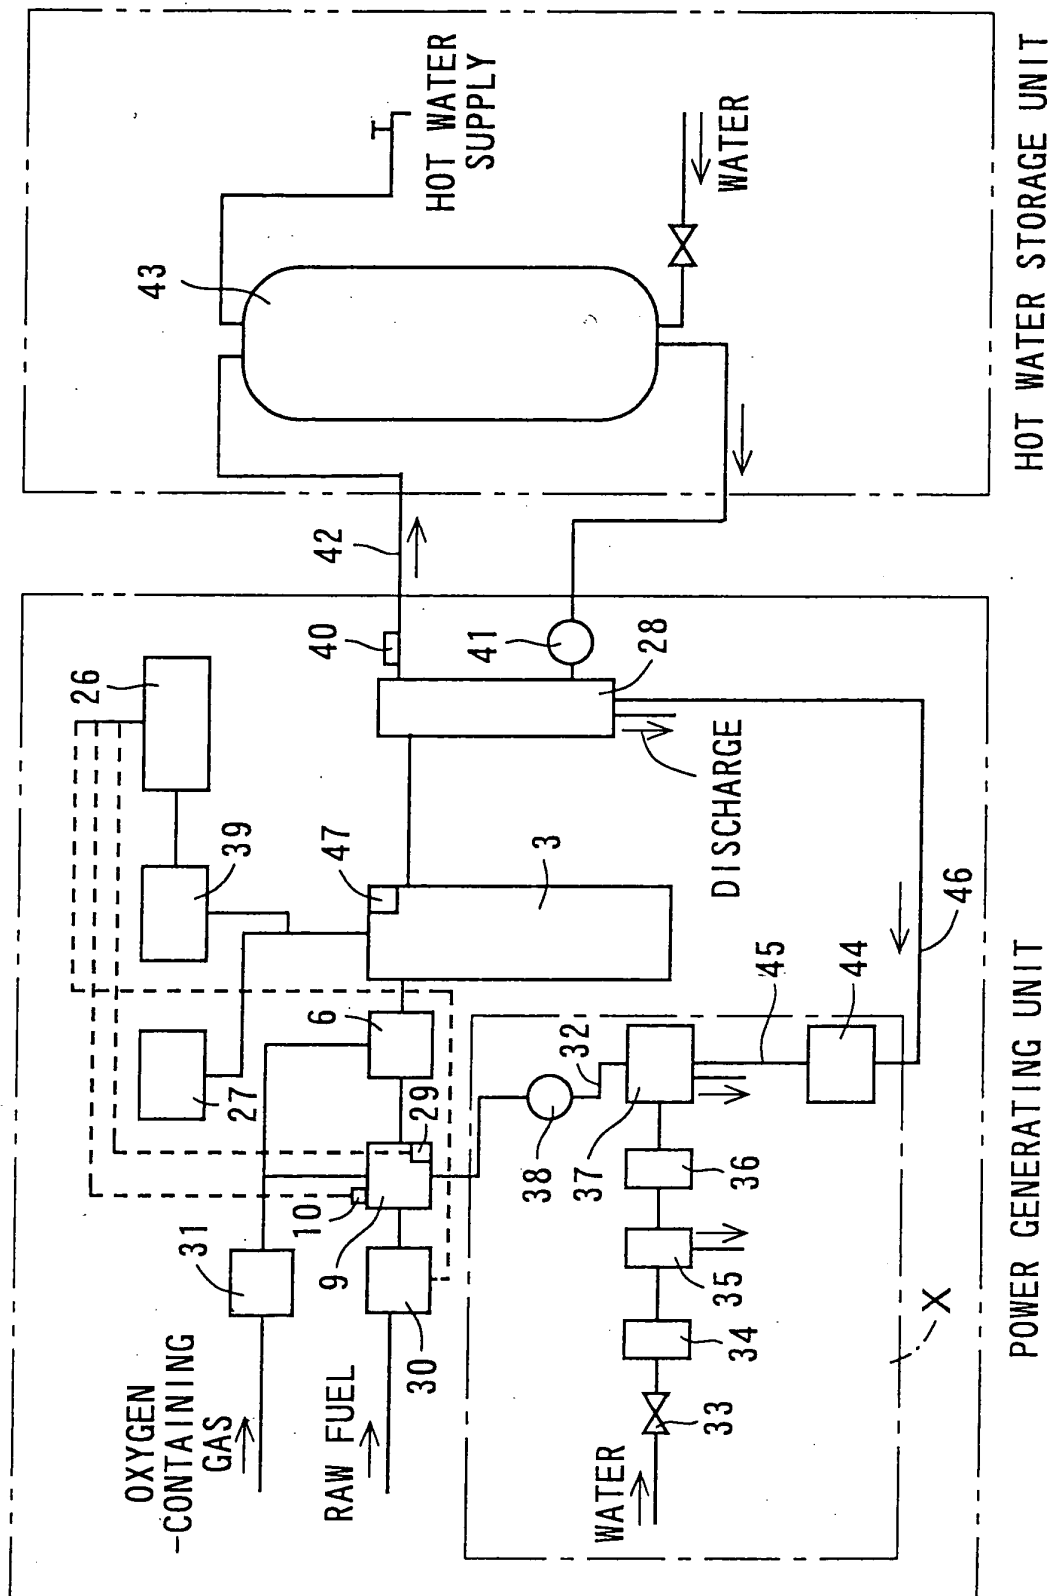 HOT WATER
SUPPLY
WATER
43
HOT WATER STORAGE UNIT
42
40
41
28
26
DISCHARGE
39
47
3
46
6
27
29
10
31
9
30
OXYGEN
-CONTAINING
GAS
RAW FUEL
32
45
44
38
37
36
35
34
33
WATER
X
POWER GENERATING UNIT